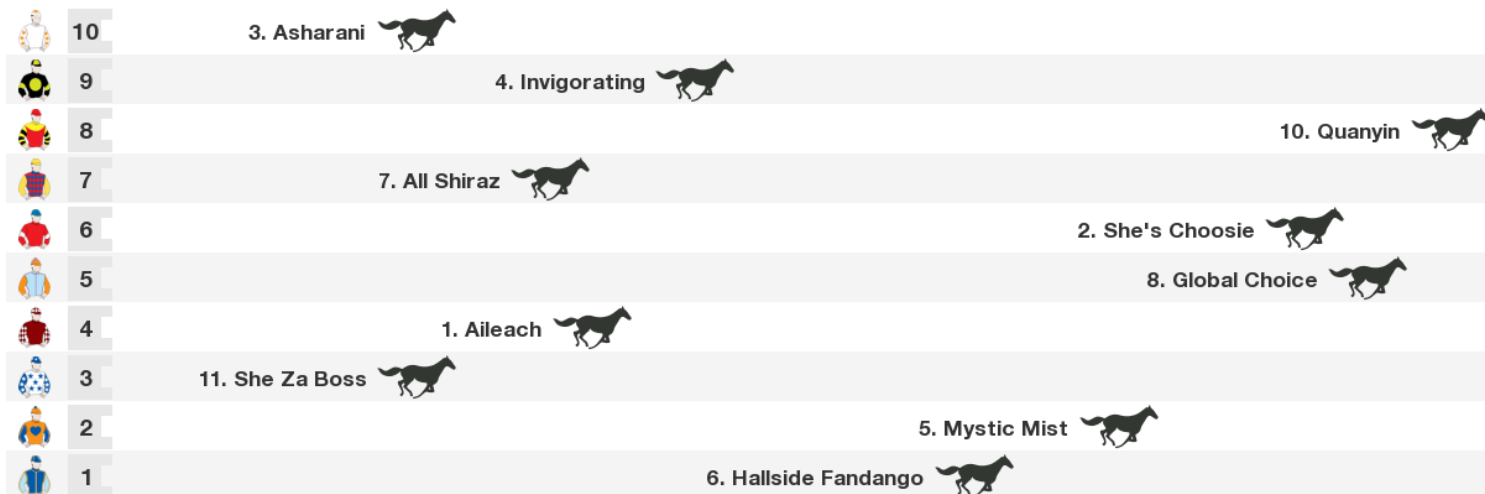 10 3. Asharani
9 4. Invigorating
8 10. Quanyin
7 7. All Shiraz
6 2. She's Choosie
5 8. Global Choice
4 1. Aileach
3 11. She Za Boss
2 5. Mystic Mist
1 6. Hallside Fandango